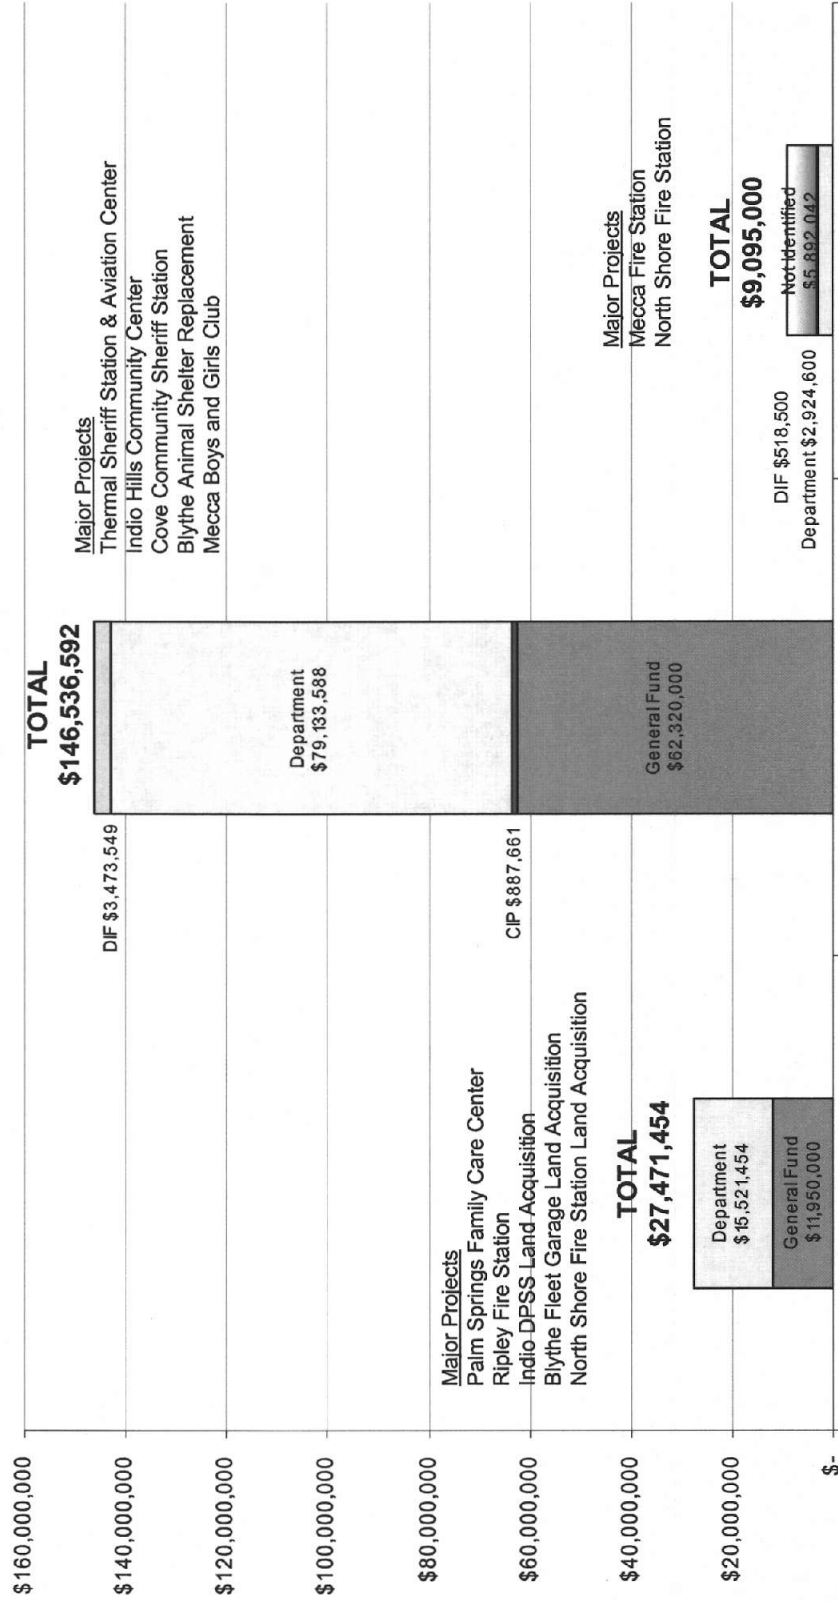 $160,000,000
$140,000,000
$120,000,000
$100,000,000
$80,000,000
$60,000,000
$40,000,000
$20,000,000
$-
Major Projects
Palm Springs Family Care Center
Ripley Fire Station
Indio DPSS Land Acquisition
Blythe Fleet Garage Land Acquisition
North Shore Fire Station Land Acquisition
TOTAL
$27,471,454
Department
$15,521,454
General Fund
$11,950,000
TOTAL
$146,536,592
DIF $3,473,549
Department
$79,133,588
CIP $887,661
General Fund
$62,320,000
Major Projects
Thermal Sheriff Station & Aviation Center
Indio Hills Community Center
Cove Community Sheriff Station
Blythe Animal Shelter Replacement
Mecca Boys and Girls Club
Major Projects
Mecca Fire Station
North Shore Fire Station
TOTAL
$9,095,000
Not Identified
$5,892,042
DIF $518,500
Department $2,924,600